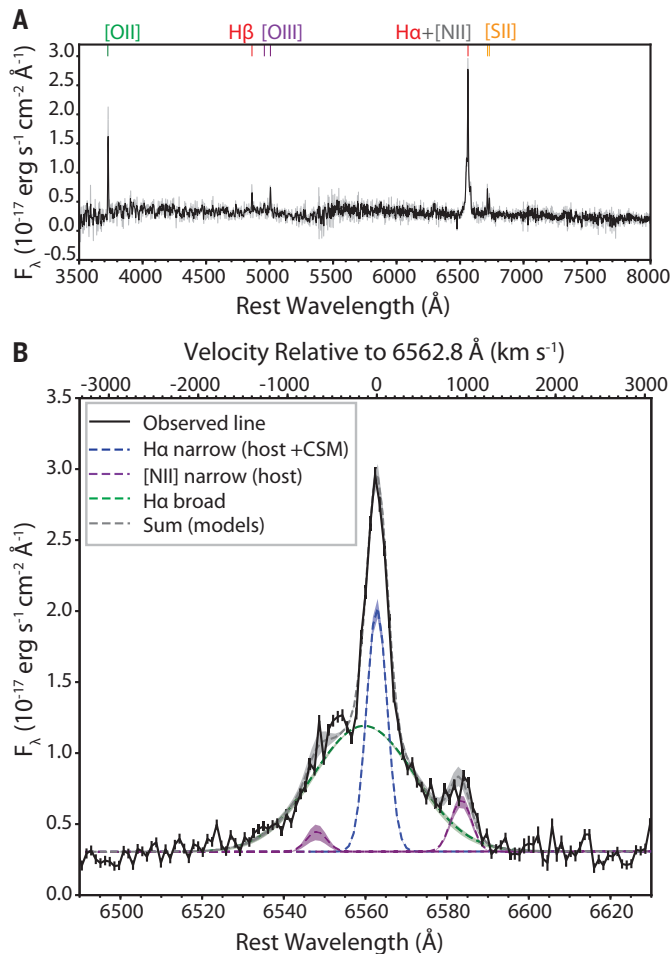 A
[OII] Hβ [OIII] Hα+[NII] [SII]
3.0
2.5
2.0
1.5
1.0
0.5
0.0
-0.5
Fλ (10⁻¹⁷ erg s⁻¹ cm⁻² Å⁻¹)
3500 4000 4500 5000 5500 6000 6500 7000 7500 8000
Rest Wavelength (Å)
B
Velocity Relative to 6562.8 Å (km s⁻¹)
-3000 -2000 -1000 0 1000 2000 3000
3.5
3.0
2.5
2.0
1.5
1.0
0.5
0.0
Fλ (10⁻¹⁷ erg s⁻¹ cm⁻² Å⁻¹)
Observed line
Hα narrow (host +CSM)
[NII] narrow (host)
Hα broad
Sum (models)
6500 6520 6540 6560 6580 6600 6620
Rest Wavelength (Å)